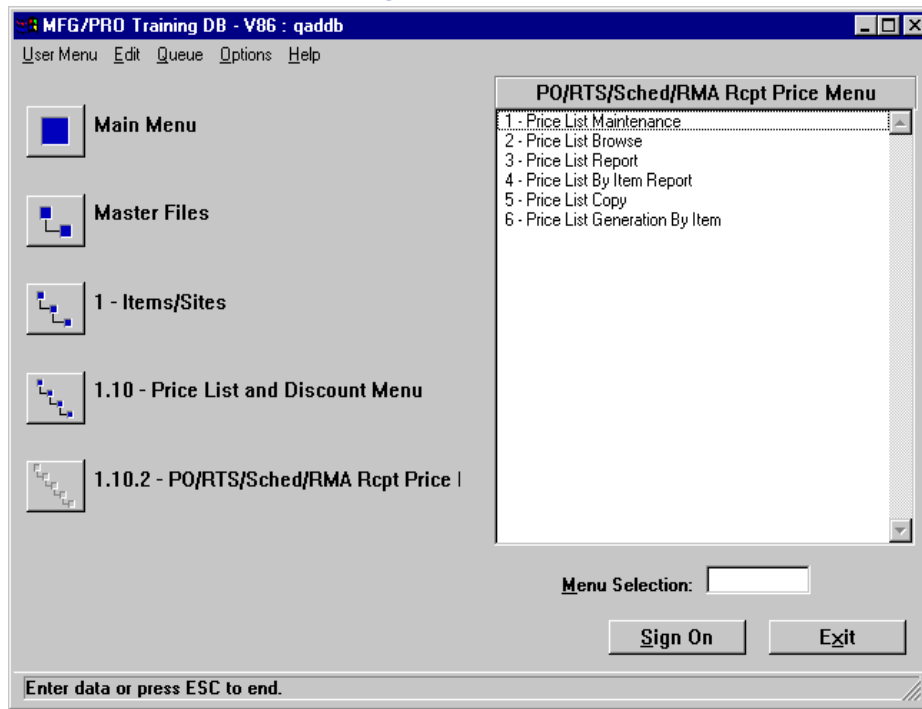 MFG/PRO Training DB - V86 : qaddb
User Menu Edit Queue Options Help
Main Menu
Master Files
1 - Items/Sites
1.10 - Price List and Discount Menu
1.10.2 - PO/RTS/Sched/RMA Rcpt Price
PO/RTS/Sched/RMA Rcpt Price Menu
1 - Price List Maintenance
2 - Price List Browse
3 - Price List Report
4 - Price List By Item Report
5 - Price List Copy
6 - Price List Generation By Item
Menu Selection:
Sign On Exit
Enter data or press ESC to end.